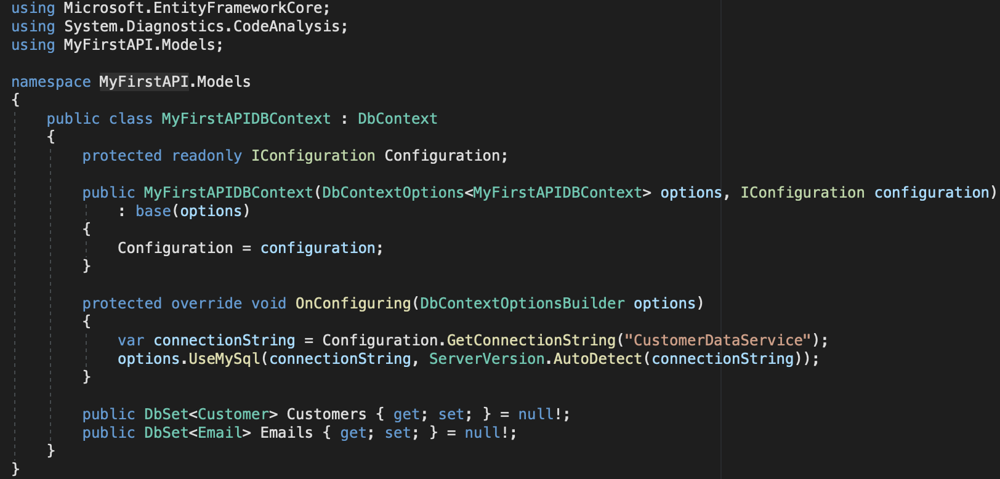 using Microsoft.EntityFrameworkCore;
using System.Diagnostics.CodeAnalysis;
using MyFirstAPI.Models;

namespace MyFirstAPI.Models
{
    public class MyFirstAPIDBContext : DbContext
    {
        protected readonly IConfiguration Configuration;

        public MyFirstAPIDBContext(DbContextOptions<MyFirstAPIDBContext> options, IConfiguration configuration)
            : base(options)
        {
            Configuration = configuration;
        }

        protected override void OnConfiguring(DbContextOptionsBuilder options)
        {
            var connectionString = Configuration.GetConnectionString("CustomerDataService");
            options.UseMySql(connectionString, ServerVersion.AutoDetect(connectionString));
        }

        public DbSet<Customer> Customers { get; set; } = null!;
        public DbSet<Email> Emails { get; set; } = null!;
    }
}